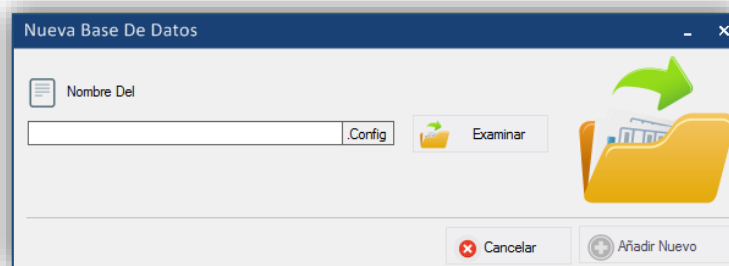 Nueva Base De Datos
Nombre Del
.Config
Examinar
Cancelar
Añadir Nuevo